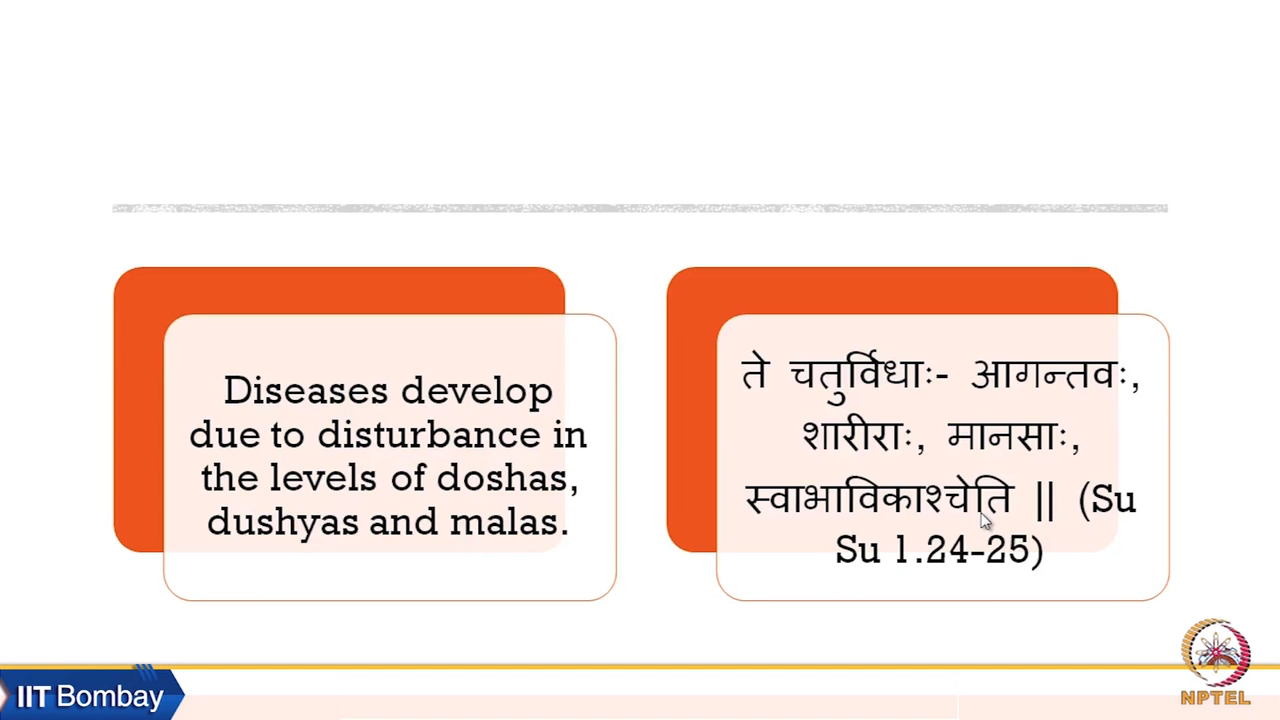 Diseases develop
due to disturbance in
the levels of doshas,
dushyas and malas.
ते चतुर्विधाः- आगन्तवः,
शारीराः, मानसाः,
स्वाभाविकाश्चेति || (Su
Su 1.24-25)
IIT Bombay
NPTEL